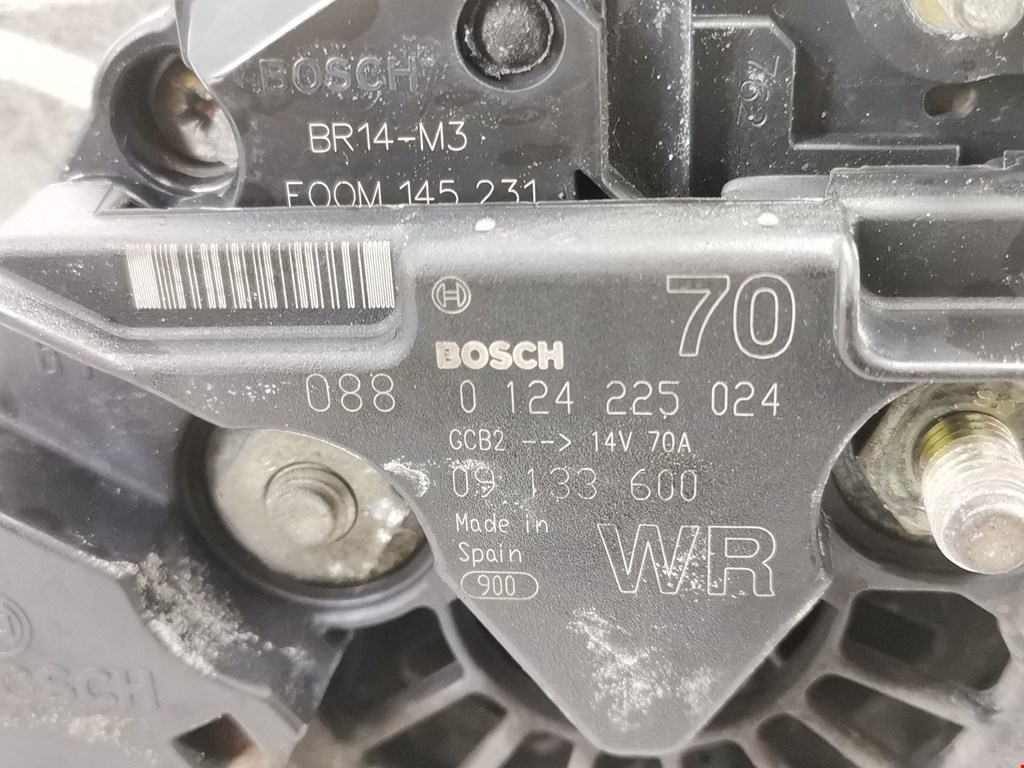 BOSCH
BR14-M3
F00M 145 231
70
BOSCH
088 0 124 225 024
GCB2 --> 14V 70A
09 133 600
Made in
Spain
WR
900
BOSCH